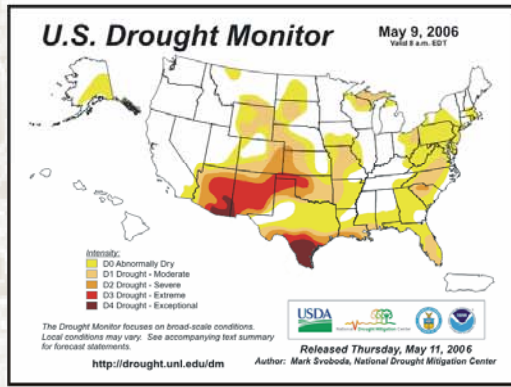 U.S. Drought Monitor
May 9, 2006
Valid 8 a.m. EDT
Intensity:
D0 Abnormally Dry
D1 Drought - Moderate
D2 Drought - Severe
D3 Drought - Extreme
D4 Drought - Exceptional
The Drought Monitor focuses on broad-scale conditions.
Local conditions may vary. See accompanying text summary
for forecast statements.
http://drought.unl.edu/dm
USDA
National Drought Mitigation Center
Released Thursday, May 11, 2006
Author: Mark Svoboda, National Drought Mitigation Center